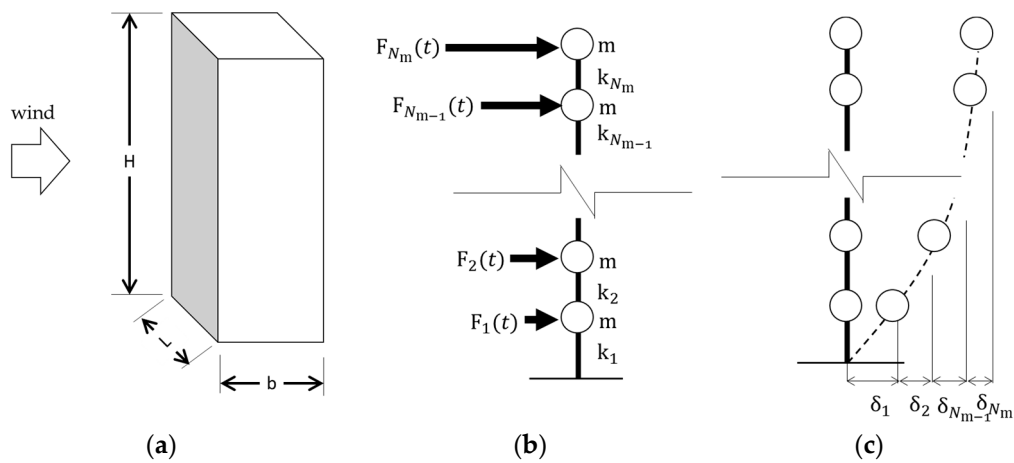 wind
H
L
b
(a)
F_{N_m}(t)
m
k_{N_m}
F_{N_{m−1}}(t)
m
k_{N_{m−1}}
F_2(t)
m
k_2
F_1(t)
m
k_1
(b)
δ_1
δ_2
δ_{N_{m−1}}
δ_{N_m}
(c)